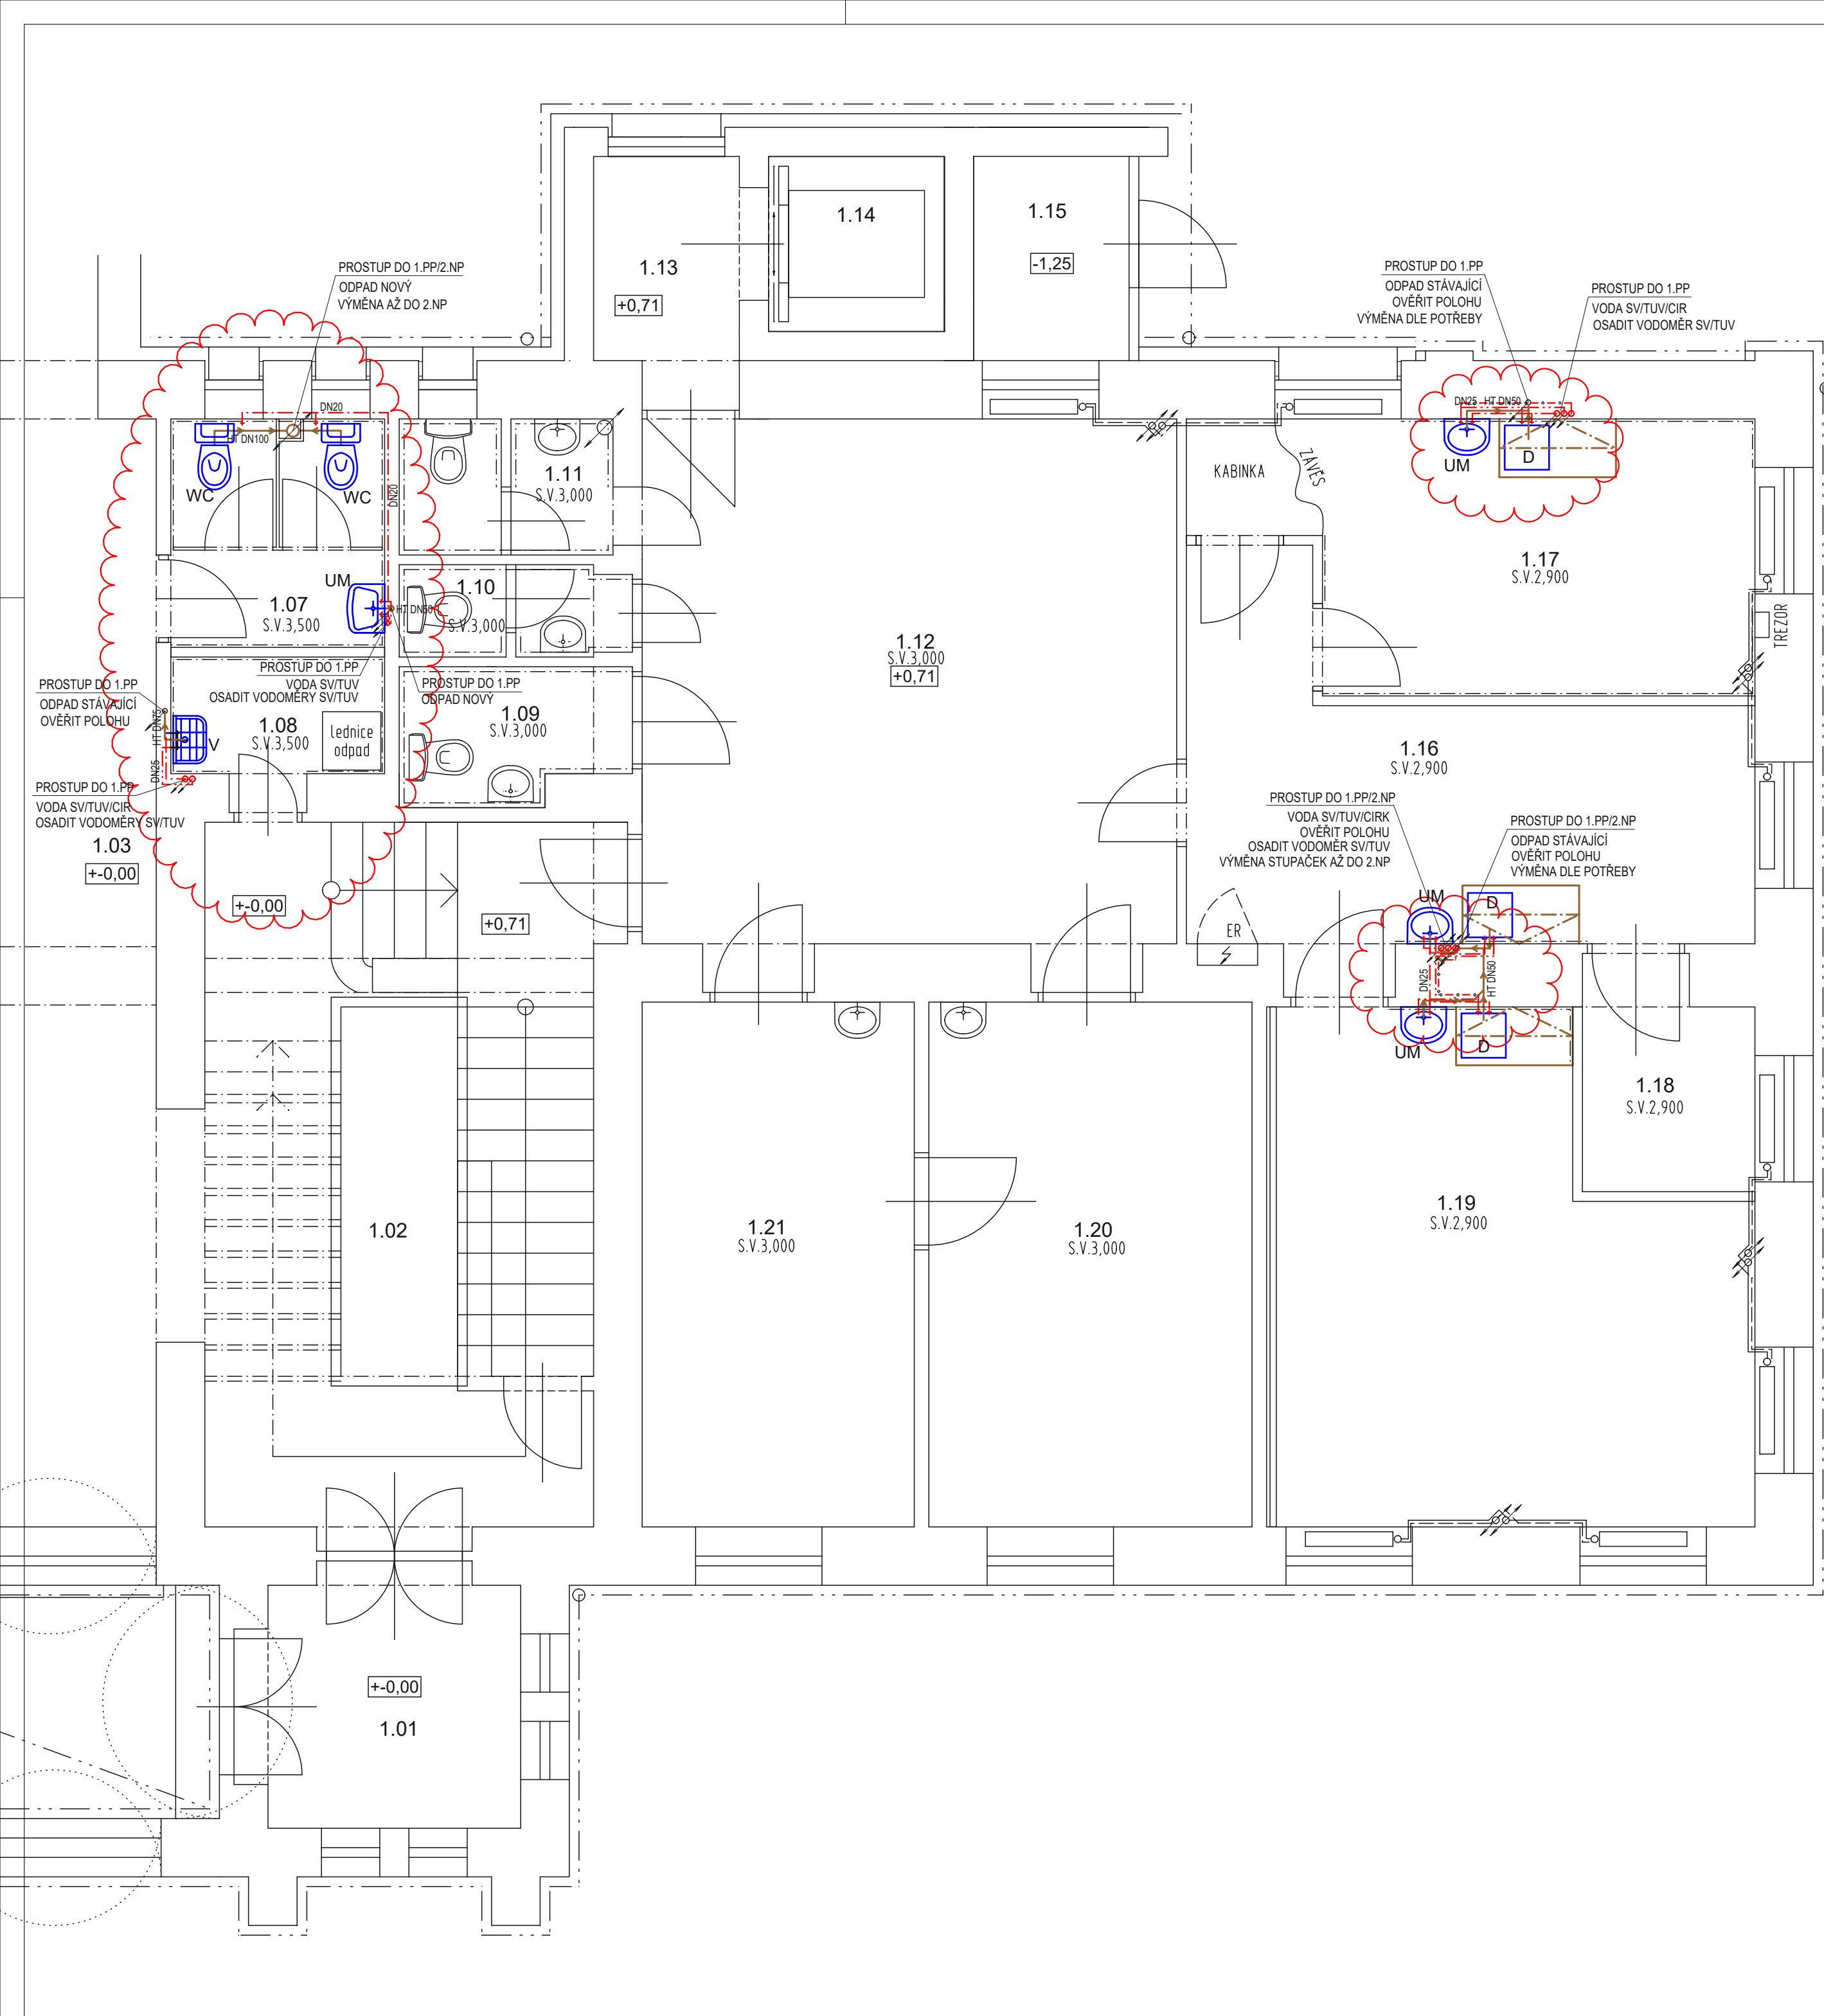 1.14
1.15
-1,25
1.13
+0,71
PROSTUP DO 1.PP/2.NP
ODPAD NOVÝ
VÝMĚNA AŽ DO 2.NP
PROSTUP DO 1.PP
ODPAD STÁVAJÍCÍ
OVĚŘIT POLOHU
VÝMĚNA DLE POTŘEBY
PROSTUP DO 1.PP
VODA SV/TUV/CIR
OSADIT VODOMĚR SV/TUV
DN20
HT DN100
WC
WC
DN20
1.11
S.V.3,000
KABINKA
ZÁVĚS
DN25
HT DN50
UM
D
1.17
S.V.2,900
TREZOR
UM
1.07
S.V.3,500
HT DN50
1.10
S.V.3,000
1.12
S.V.3,000
+0,71
PROSTUP DO 1.PP
VODA SV/TUV
OSADIT VODOMĚRY SV/TUV
PROSTUP DO 1.PP
ODPAD NOVÝ
PROSTUP DO 1.PP
ODPAD STÁVAJÍCÍ
OVĚŘIT POLOHU
HT DN75
V
1.08
S.V.3,500
lednice
odpad
1.09
S.V.3,000
DN25
PROSTUP DO 1.PP
VODA SV/TUV/CIR
OSADIT VODOMĚRY SV/TUV
1.03
+-0,00
+-0,00
+0,71
1.16
S.V.2,900
PROSTUP DO 1.PP/2.NP
VODA SV/TUV/CIRK
OVĚŘIT POLOHU
OSADIT VODOMĚR SV/TUV
VÝMĚNA STUPAČEK AŽ DO 2.NP
PROSTUP DO 1.PP/2.NP
ODPAD STÁVAJÍCÍ
OVĚŘIT POLOHU
VÝMĚNA DLE POTŘEBY
ER
UM
D
DN25
HT DN50
UM
D
1.18
S.V.2,900
1.19
S.V.2,900
1.02
1.21
S.V.3,000
1.20
S.V.3,000
+-0,00
1.01